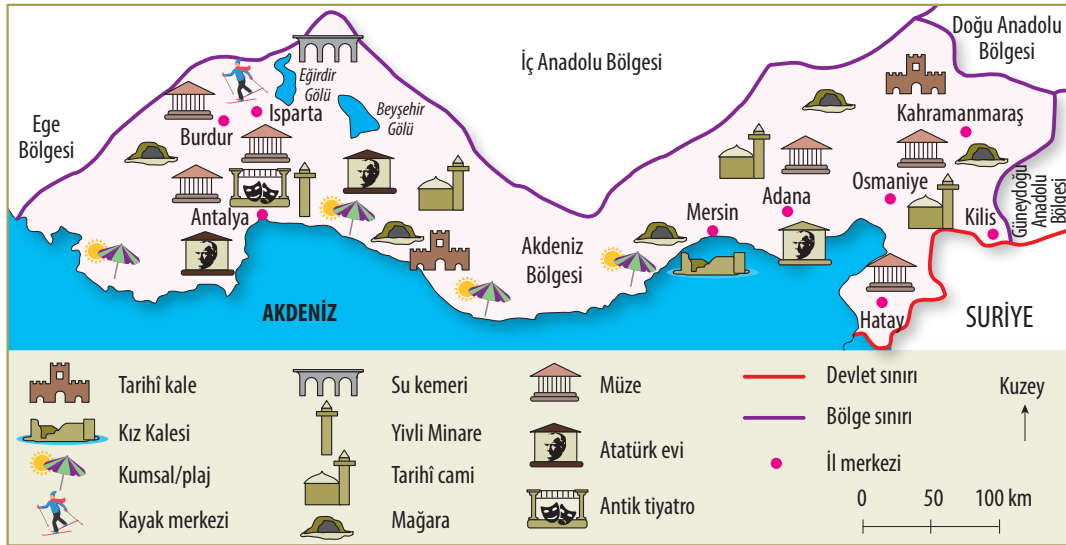 Doğu Anadolu
Bölgesi
İç Anadolu Bölgesi
Eğirdir
Gölü
Isparta
Beyşehir
Gölü
Burdur
Ege
Bölgesi
Kahramanmaraş
Osmaniye
Güneydoğu
Anadolu
Bölgesi
Adana
Mersin
Kilis
Antalya
Akdeniz
Bölgesi
AKDENİZ
Hatay
SURİYE
Tarihî kale
Kız Kalesi
Kumsal/plaj
Kayak merkezi
Su kemeri
Yivli Minare
Tarihî cami
Mağara
Müze
Atatürk evi
Antik tiyatro
Devlet sınırı
Bölge sınırı
İl merkezi
Kuzey
0 50 100 km